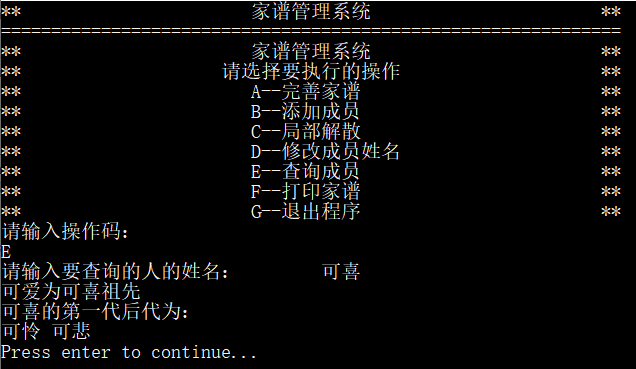 ** 家谱管理系统 **
==============================================================
** 家谱管理系统 **
** 请选择要执行的操作 **
** A--完善家谱 **
** B--添加成员 **
** C--局部解散 **
** D--修改成员姓名 **
** E--查询成员 **
** F--打印家谱 **
** G--退出程序 **
请输入操作码：
E
请输入要查询的人的姓名： 可喜
可爱为可喜祖先
可喜的第一代后代为：
可怜 可悲
Press enter to continue...